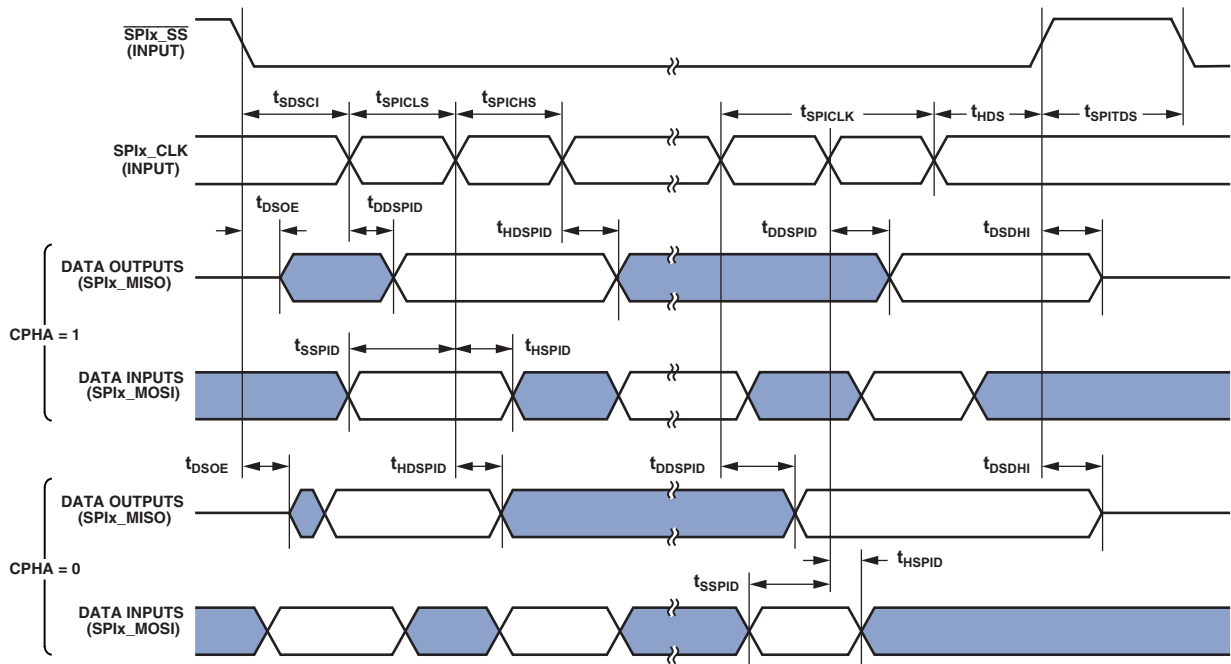 SPIx_SS
(INPUT)
tSDSCI
tSPICLS
tSPICHS
tSPICLK
tHDS
tSPITDS
SPIx_CLK
(INPUT)
tDSOE
tDDSPID
tHDSPID
tDDSPID
tDSDHI
DATA OUTPUTS
(SPIx_MISO)
CPHA = 1
tSSPID
tHSPID
DATA INPUTS
(SPIx_MOSI)
tDSOE
tHDSPID
tDDSPID
tDSDHI
DATA OUTPUTS
(SPIx_MISO)
CPHA = 0
tHSPID
tSSPID
DATA INPUTS
(SPIx_MOSI)